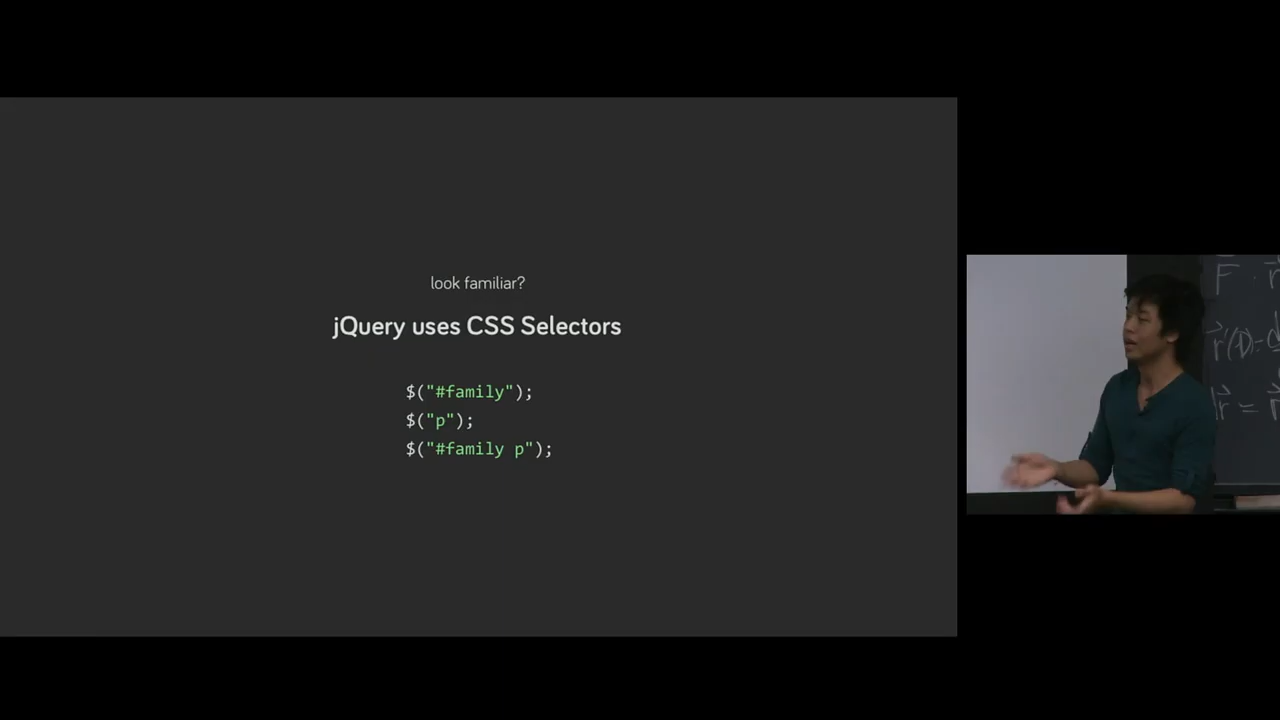 look familiar?
jQuery uses CSS Selectors
$("#family");
$("p");
$("#family p");